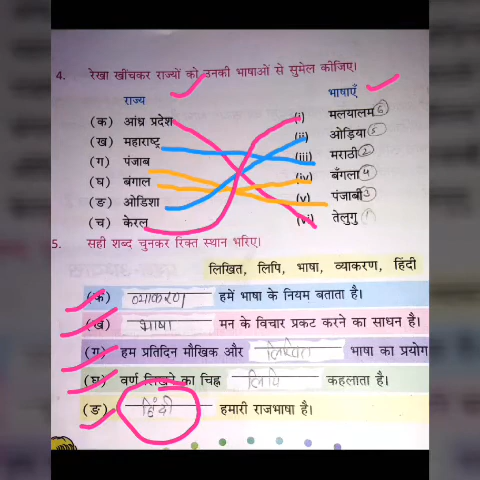 4. रेखा खींचकर राज्यों को उनकी भाषाओं से सुमेल कीजिए।
राज्य भाषाएँ
(क) आंध्र प्रदेश (i) मलयालम 6
(ख) महाराष्ट्र (ii) ओड़िया 5
(ग) पंजाब (iii) मराठी 2
(घ) बंगाल (iv) बँगला 4
(ङ) ओडिशा (v) पंजाबी 3
(च) केरल (vi) तेलुगु 1
5. सही शब्द चुनकर रिक्त स्थान भरिए।
लिखित, लिपि, भाषा, व्याकरण, हिंदी
(क) व्याकरण हमें भाषा के नियम बताता है।
(ख) भाषा मन के विचार प्रकट करने का साधन है।
(ग) हम प्रतिदिन मौखिक और लिखित भाषा का प्रयोग
(घ) वर्ण लिखने का चिह्न लिपि कहलाता है।
(ङ) हिंदी हमारी राजभाषा है।